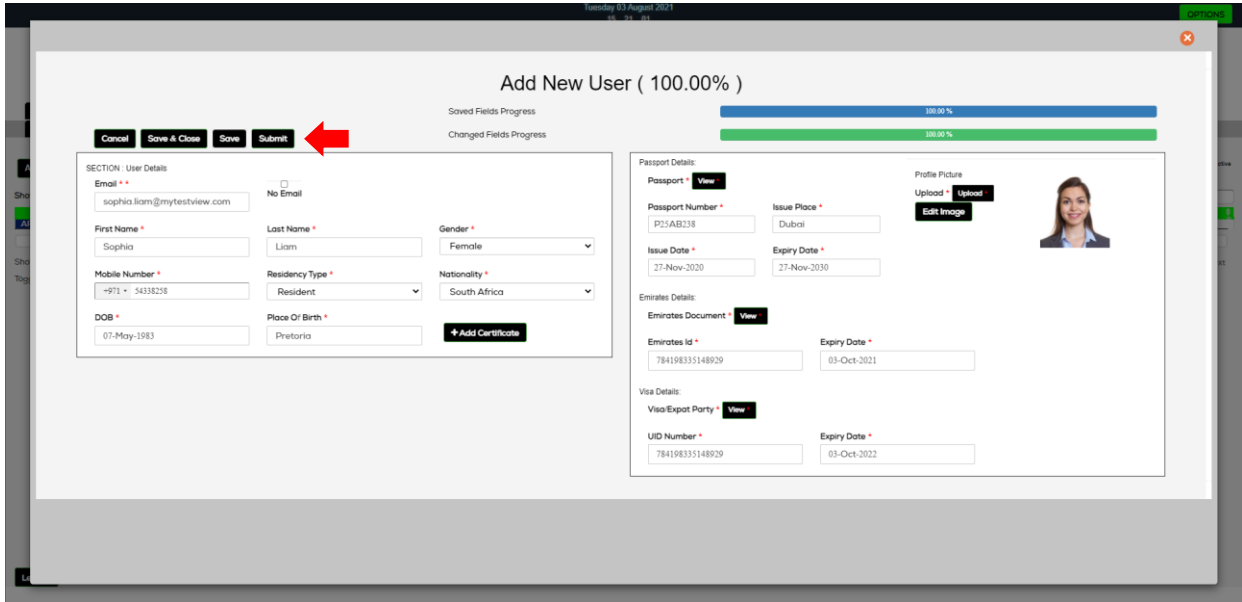 Tuesday 03 August 2021
15 21 01
OPTIONS
Add New User ( 100.00% )
Saved Fields Progress 100.00 %
Changed Fields Progress 100.00 %
Cancel Save & Close Save Submit
SECTION : User Details
Email * *
sophia.liam@mytestview.com
No Email
First Name * Last Name * Gender *
Sophia Liam Female
Mobile Number * Residency Type * Nationality *
+971 54338258 Resident South Africa
DOB * Place Of Birth *
07-May-1983 Pretoria + Add Certificate
Passport Details:
Passport * View *
Passport Number * Issue Place *
P25AB238 Dubai
Issue Date * Expiry Date *
27-Nov-2020 27-Nov-2030
Profile Picture
Upload * Upload *
Edit Image
Emirates Details:
Emirates Document * View *
Emirates Id * Expiry Date *
784198335148929 03-Oct-2021
Visa Details:
Visa/Expat Party * View *
UID Number * Expiry Date *
784198335148929 03-Oct-2022